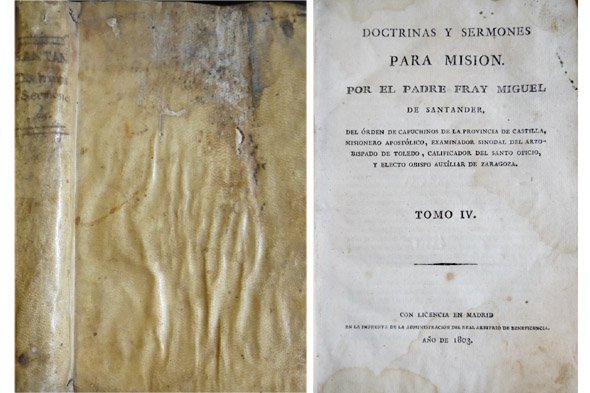 SANTAN
Sermone
DOCTRINAS Y SERMONES
PARA MISION.
POR EL PADRE FRAY MIGUEL
DE SANTANDER,
DEL ÓRDEN DE CAPUCHINOS DE LA PROVINCIA DE CASTILLA,
MISIONERO APOSTÓLICO, EXAMINADOR SINODAL DEL ARZO-
BISPADO DE TOLEDO, CALIFICADOR DEL SANTO OFICIO,
Y ELECTO OBISPO AUXÎLIAR DE ZARAGOZA.
TOMO IV.
CON LICENCIA EN MADRID
EN LA IMPRENTA DE LA ADMINISTRACION DEL REAL ARBITRIO DE BENEFICENCIA.
AÑO DE 1803.